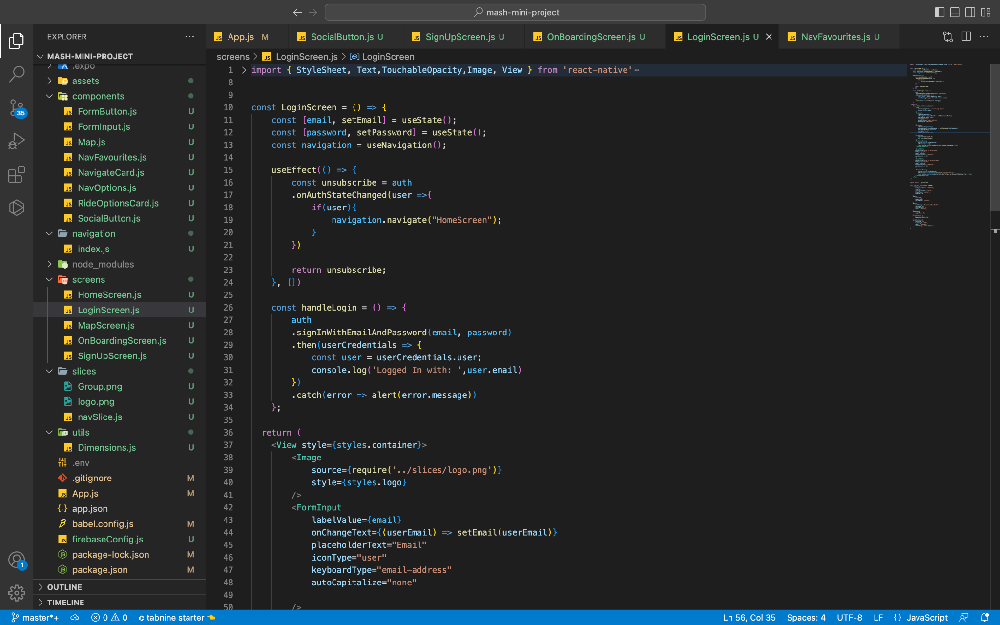 mash-mini-project
EXPLORER
App.js M
SocialButton.js U
SignUpScreen.js U
OnBoardingScreen.js U
LoginScreen.js U
NavFavourites.js U
MASH-MINI-PROJECT
.expo
assets
components
FormButton.js U
FormInput.js U
Map.js U
NavFavourites.js U
NavigateCard.js U
NavOptions.js U
RideOptionsCard.js U
SocialButton.js U
navigation
index.js U
node_modules
screens
HomeScreen.js U
LoginScreen.js U
MapScreen.js U
OnBoardingScreen.js U
SignUpScreen.js U
slices
Group.png U
logo.png U
navSlice.js U
utils
Dimensions.js U
.env
.gitignore M
App.js M
app.json
babel.config.js M
firebaseConfig.js U
package-lock.json M
package.json M
OUTLINE
TIMELINE
35
1
screens > LoginScreen.js > LoginScreen
1 import { StyleSheet, Text,TouchableOpacity,Image, View } from 'react-native'
8
9
10 const LoginScreen = () => {
11 const [email, setEmail] = useState();
12 const [password, setPassword] = useState();
13 const navigation = useNavigation();
14
15 useEffect(() => {
16 const unsubscribe = auth
17 .onAuthStateChanged(user =>{
18 if(user){
19 navigation.navigate("HomeScreen");
20 }
21 })
22
23 return unsubscribe;
24 }, [])
25
26 const handleLogin = () => {
27 auth
28 .signInWithEmailAndPassword(email, password)
29 .then(userCredentials => {
30 const user = userCredentials.user;
31 console.log('Logged In with: ',user.email)
32 })
33 .catch(error => alert(error.message))
34 };
35
36 return (
37 <View style={styles.container}>
38 <Image
39 source={require('../slices/logo.png')}
40 style={styles.logo}
41 />
42 <FormInput
43 labelValue={email}
44 onChangeText={(userEmail) => setEmail(userEmail)}
45 placeholderText="Email"
46 iconType="user"
47 keyboardType="email-address"
48 autoCapitalize="none"
49
50 />
master*+ 0 0 tabnine starter Ln 56, Col 35 Spaces: 4 UTF-8 LF {} JavaScript